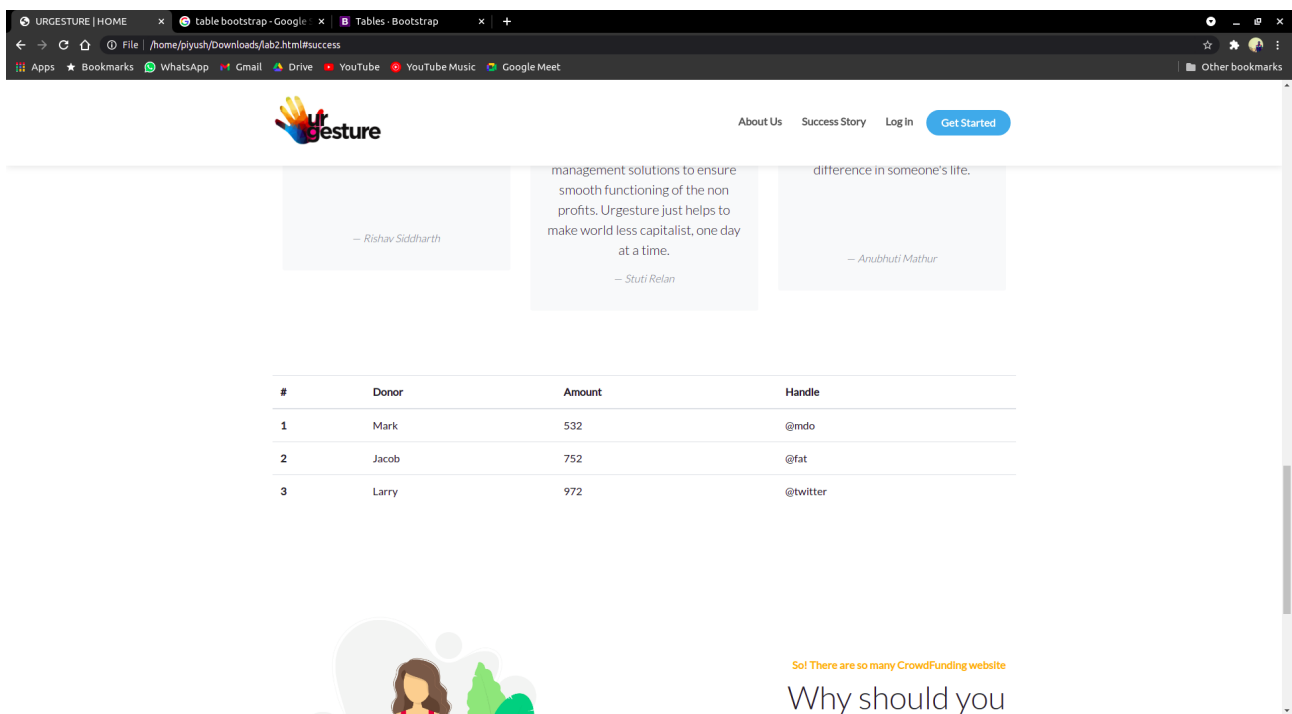 URGESTURE | HOME
table bootstrap - Google S
B Tables · Bootstrap
File /home/piyush/Downloads/lab2.html#success
Apps Bookmarks WhatsApp Gmail Drive YouTube YouTube Music Google Meet Other bookmarks
ur
gesture
About Us Success Story Log in Get Started
— Rishav Siddharth
management solutions to ensure
smooth functioning of the non
profits. Urgesture just helps to
make world less capitalist, one day
at a time.
— Stuti Relan
difference in someone's life.
— Anubhuti Mathur
# Donor Amount Handle
1 Mark 532 @mdo
2 Jacob 752 @fat
3 Larry 972 @twitter
So! There are so many CrowdFunding website
Why should you